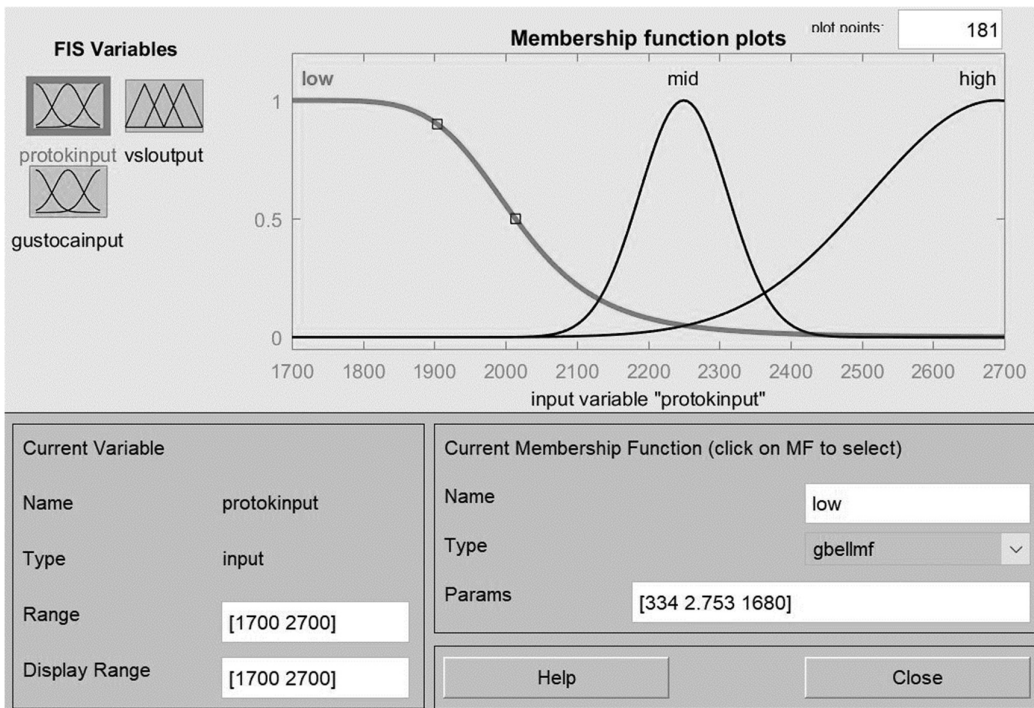 FIS Variables
protokinput vsloutput
gustocainput
Membership function plots
plot points: 181
low mid high
1
0.5
0
1700 1800 1900 2000 2100 2200 2300 2400 2500 2600 2700
input variable "protokinput"
Current Variable
Name protokinput
Type input
Range [1700 2700]
Display Range [1700 2700]
Current Membership Function (click on MF to select)
Name low
Type gbellmf
Params [334 2.753 1680]
Help Close